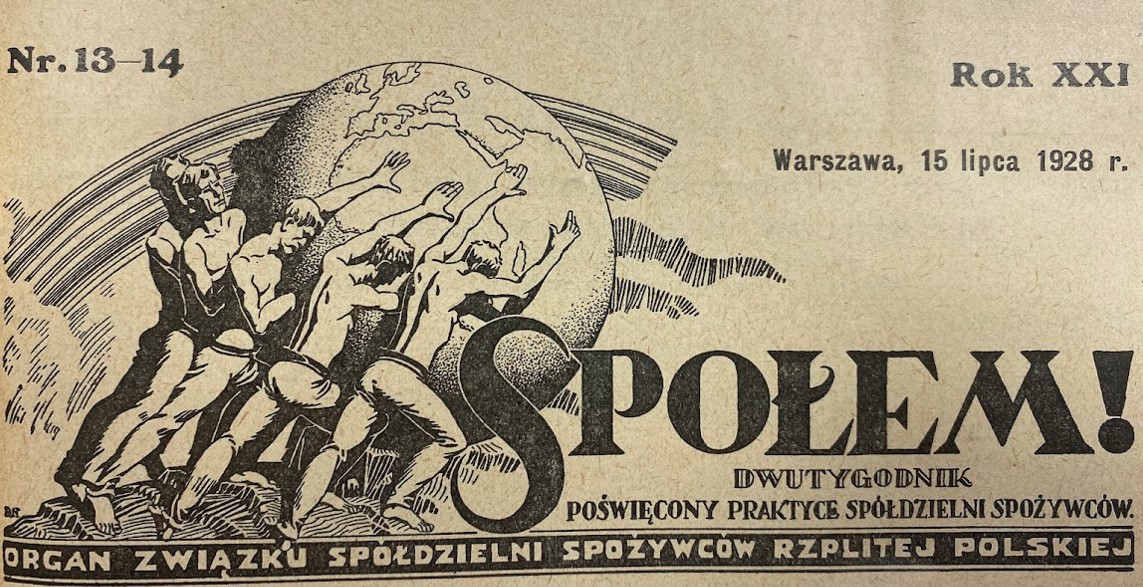 Nr. 13–14
Rok XXI
Warszawa, 15 lipca 1928 r.
SPOŁEM!
DWUTYGODNIK
POŚWIĘCONY PRAKTYCE SPÓŁDZIELNI SPOŻYWCÓW.
ORGAN ZWIĄZKU SPÓŁDZIELNI SPOŻYWCÓW RZPLITEJ POLSKIEJ